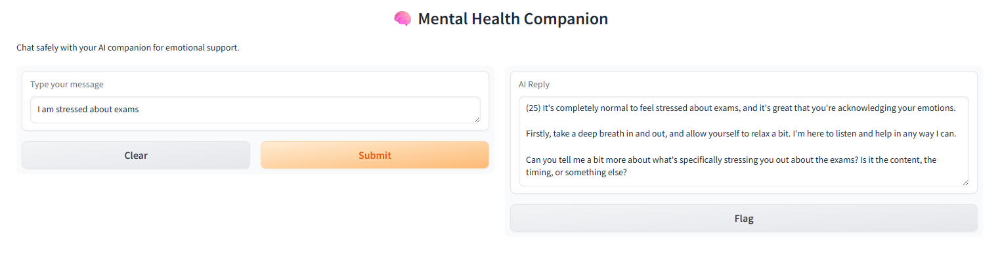 🧠 Mental Health Companion
Chat safely with your AI companion for emotional support.
Type your message
I am stressed about exams
Clear
Submit
AI Reply
(25) It's completely normal to feel stressed about exams, and it's great that you're acknowledging your emotions.
Firstly, take a deep breath in and out, and allow yourself to relax a bit. I'm here to listen and help in any way I can.
Can you tell me a bit more about what's specifically stressing you out about the exams? Is it the content, the
timing, or something else?
Flag